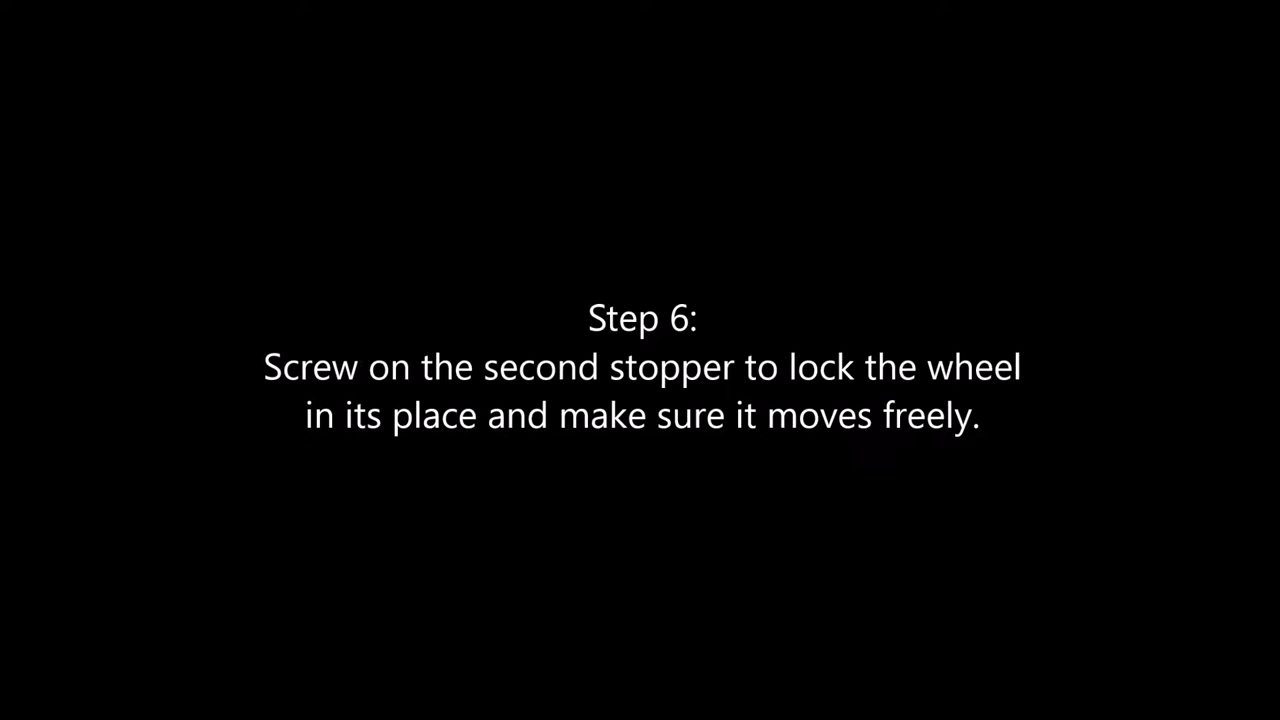 Step 6:
Screw on the second stopper to lock the wheel
in its place and make sure it moves freely.